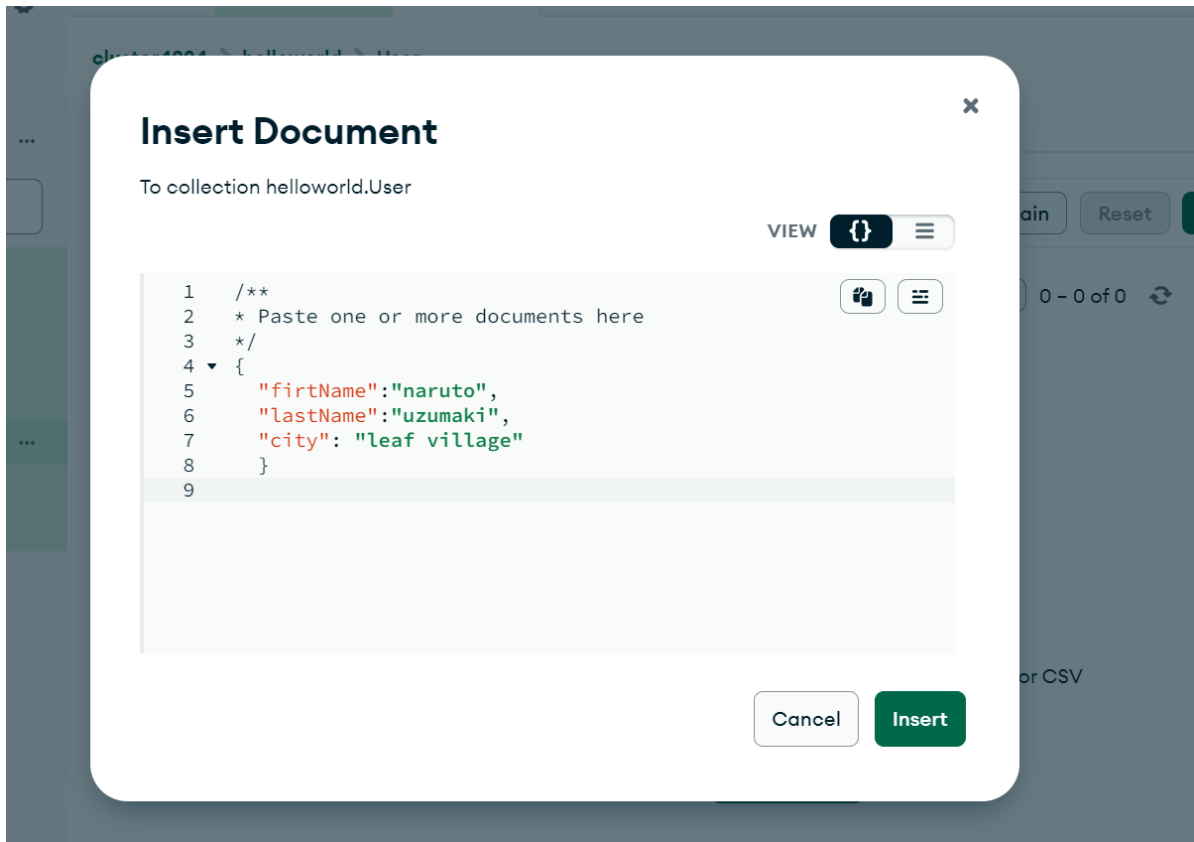 Insert Document
To collection helloworld.User
VIEW {}
1 /**
2 * Paste one or more documents here
3 */
4 {
5 "firtName":"naruto",
6 "lastName":"uzumaki",
7 "city": "leaf village"
8 }
9
Cancel Insert
Reset
0 – 0 of 0
or CSV